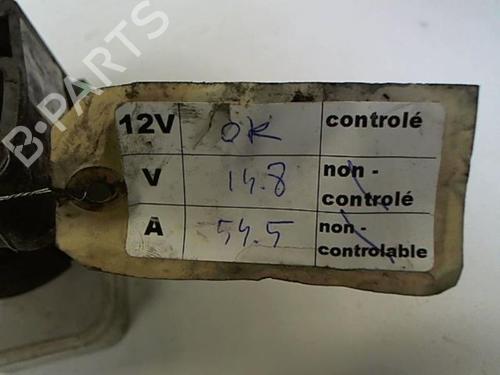 B-PARTS
12V OK controlé
V 14.8 non - controlé
A 54.5 non - controlable